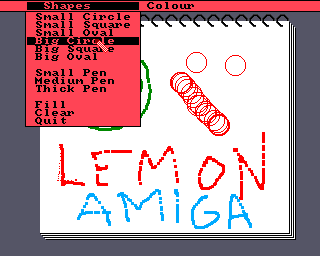 Shapes Colour
Small Circle
Small Square
Small Oval
Big Circle
Big Square
Big Oval
Small Pen
Medium Pen
Thick Pen
Fill
Clear
Quit
LEMON
AMIGA